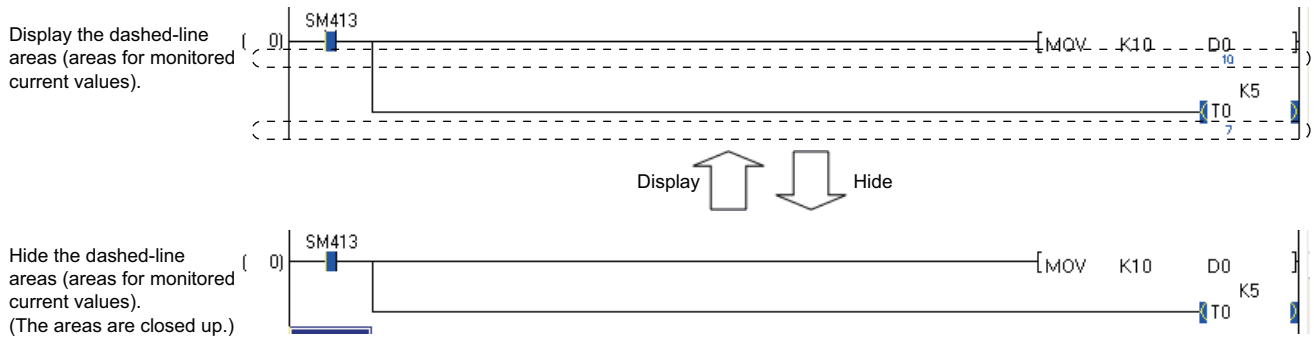 Display the dashed-line
areas (areas for monitored
current values).
SM413
( 0)
[MOV K10 D0 ]
10
K5
(T0 )
7
Display
Hide
Hide the dashed-line
areas (areas for monitored
current values).
(The areas are closed up.)
SM413
( 0)
[MOV K10 D0 ]
K5
(T0 )